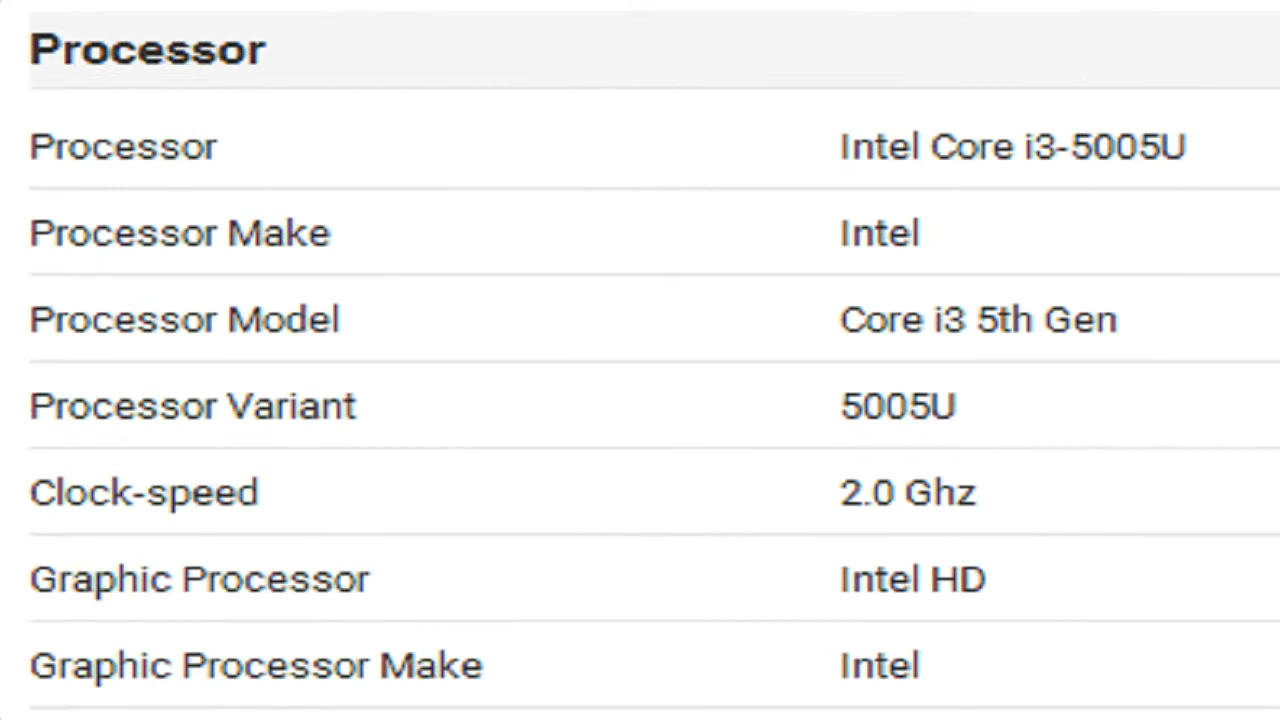 Processor
Processor Intel Core i3-5005U
Processor Make Intel
Processor Model Core i3 5th Gen
Processor Variant 5005U
Clock-speed 2.0 Ghz
Graphic Processor Intel HD
Graphic Processor Make Intel